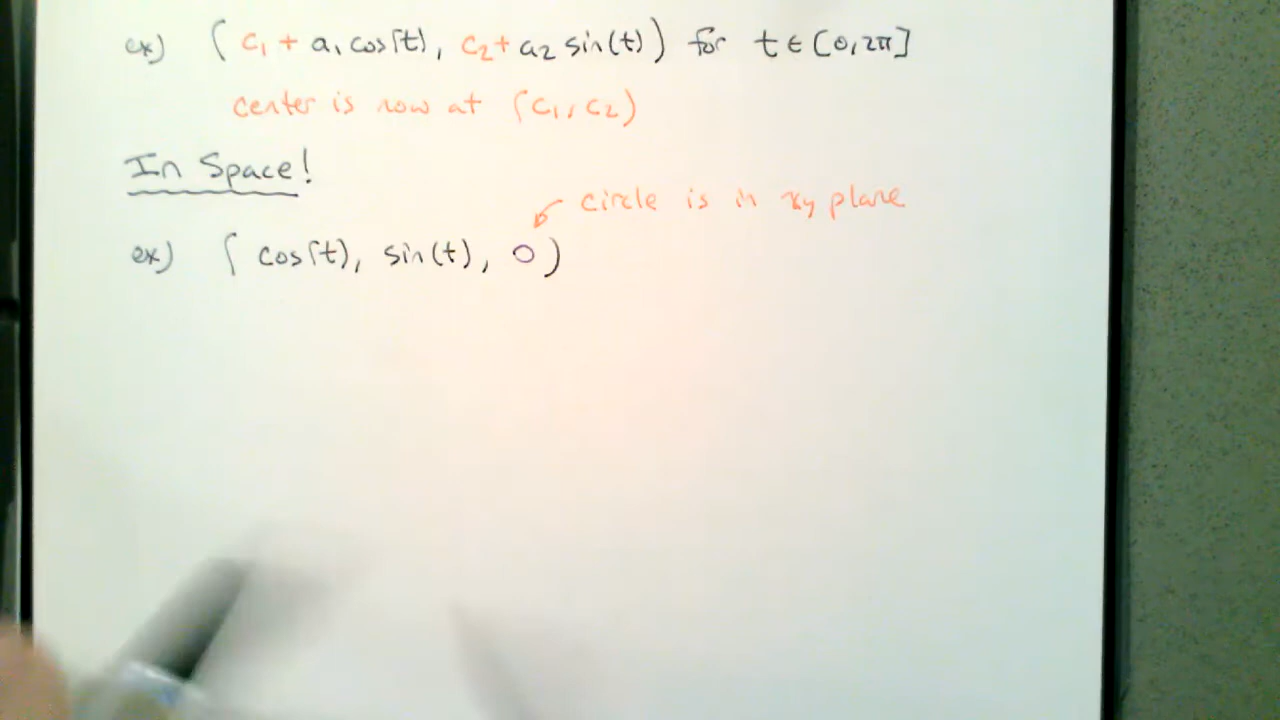 ex) (c₁ + a₁ cos(t), c₂ + a₂ sin(t)) for t ∈ [0, 2π]
center is now at (c₁, c₂)
In Space!
circle is in xy plane
ex) (cos(t), sin(t), 0)